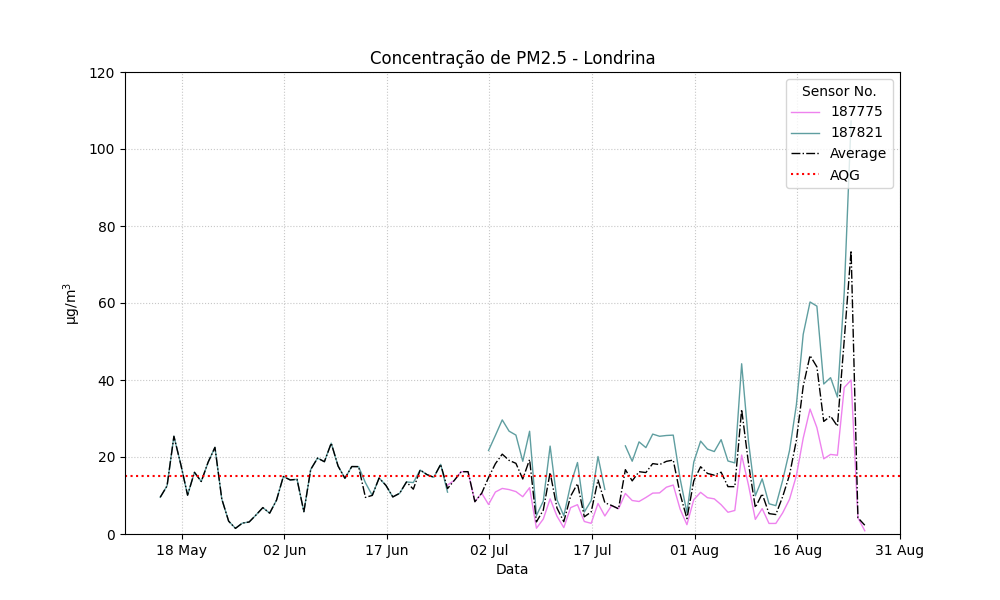 Concentração de PM2.5 - Londrina
120
100
80
60
40
20
0
µg/m³
Sensor No.
187775
187821
Average
AQG
18 May
02 Jun
17 Jun
02 Jul
17 Jul
01 Aug
16 Aug
31 Aug
Data